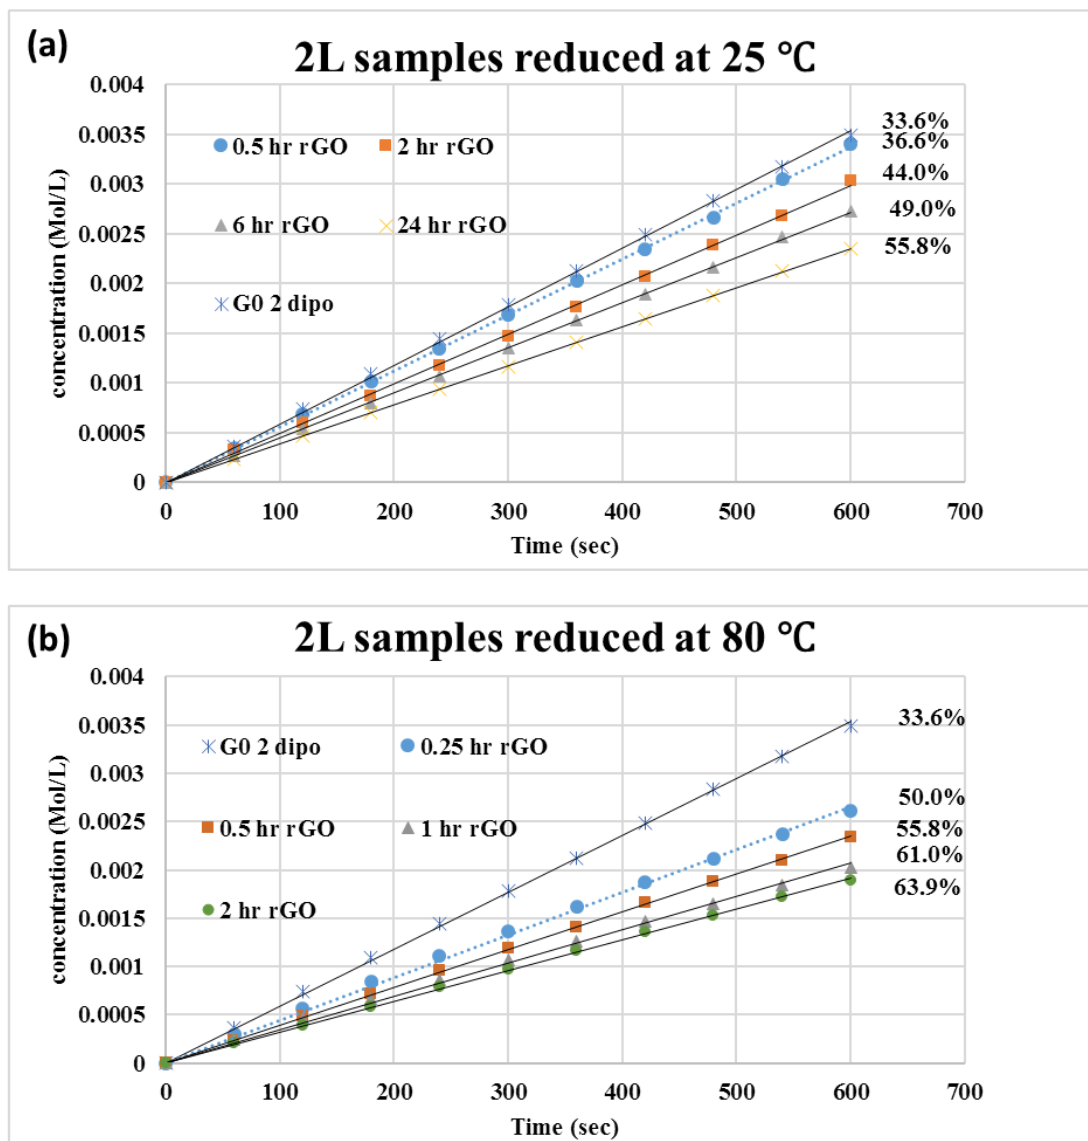 (a)
2L samples reduced at 25 ℃
concentration (Mol/L)
0.004
0.0035
0.003
0.0025
0.002
0.0015
0.001
0.0005
0
0.5 hr rGO
2 hr rGO
6 hr rGO
24 hr rGO
G0 2 dipo
33.6%
36.6%
44.0%
49.0%
55.8%
0 100 200 300 400 500 600 700
Time (sec)
(b)
2L samples reduced at 80 ℃
concentration (Mol/L)
0.004
0.0035
0.003
0.0025
0.002
0.0015
0.001
0.0005
0
G0 2 dipo
0.25 hr rGO
0.5 hr rGO
1 hr rGO
2 hr rGO
33.6%
50.0%
55.8%
61.0%
63.9%
0 100 200 300 400 500 600 700
Time (sec)